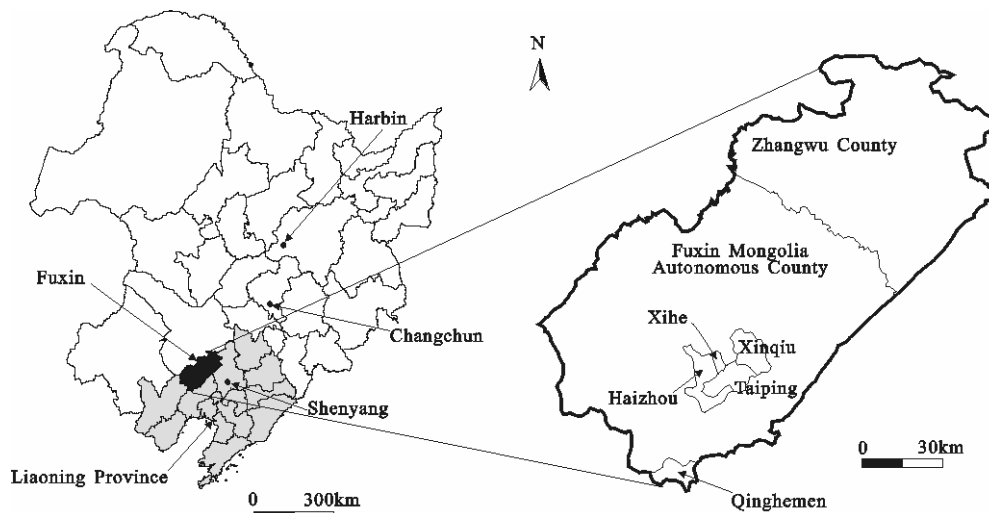 N
Harbin
Zhangwu County
Fuxin Mongolia
Autonomous County
Fuxin
Xihe
Changchun
Xinqiu
Haizhou
Taiping
Shenyang
Liaoning Province
0 30km
0 300km
Qinghemen